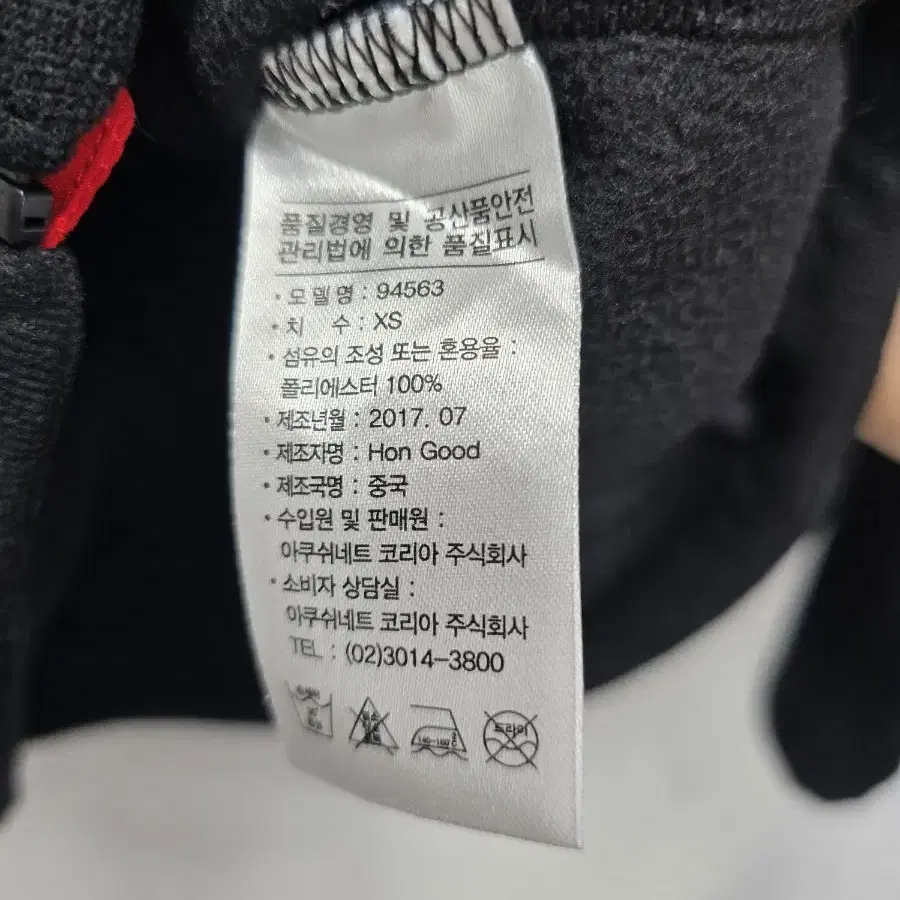 품질경영 및 공산품안전
관리법에 의한 품질표시
· 모 델 명 : 94563
· 치 수 : XS
· 섬유의 조성 또는 혼용율 :
폴리에스터 100%
· 제조년월 : 2017. 07
· 제조자명 : Hon Good
· 제조국명 : 중국
· 수입원 및 판매원 :
아쿠쉬네트 코리아 주식회사
· 소비자 상담실 :
아쿠쉬네트 코리아 주식회사
TEL : (02)3014-3800
드라이